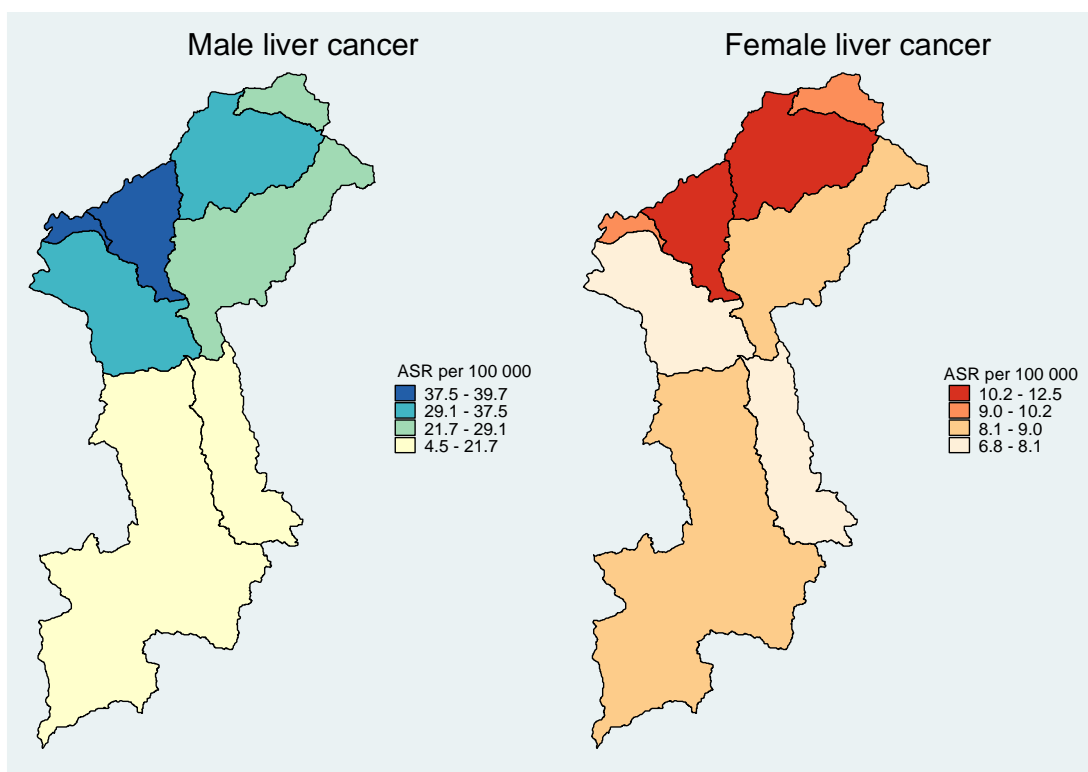 Male liver cancer
Female liver cancer
ASR per 100 000
37.5 - 39.7
29.1 - 37.5
21.7 - 29.1
4.5 - 21.7
ASR per 100 000
10.2 - 12.5
9.0 - 10.2
8.1 - 9.0
6.8 - 8.1